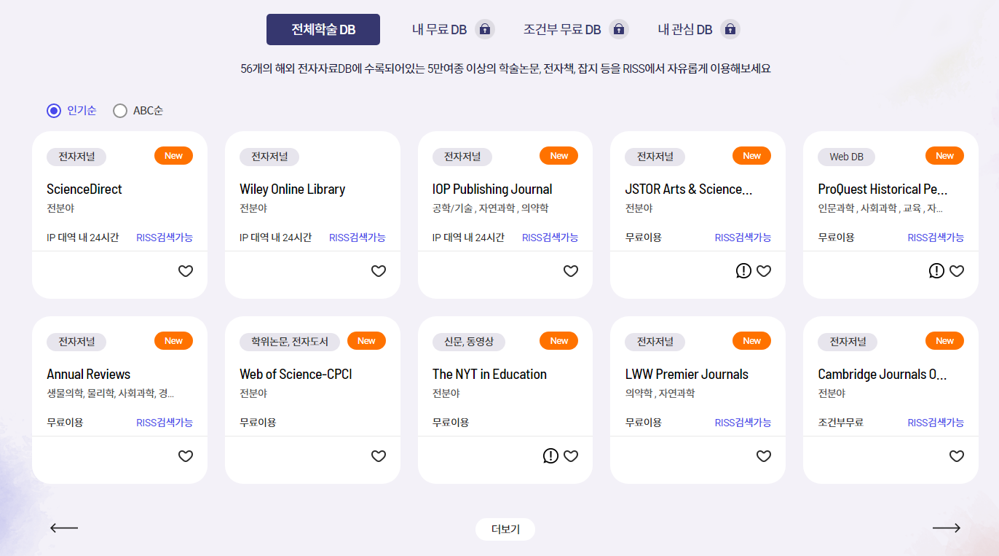 전체학술 DB 내 무료 DB 조건부 무료 DB 내 관심 DB
56개의 해외 전자자료DB에 수록되어있는 5만여종 이상의 학술논문, 전자책, 잡지 등을 RISS에서 자유롭게 이용해보세요
인기순 ABC순
전자저널 New
ScienceDirect
전분야
IP 대역 내 24시간 RISS검색가능
전자저널
Wiley Online Library
전분야
IP 대역 내 24시간 RISS검색가능
전자저널 New
IOP Publishing Journal
공학/기술 , 자연과학 , 의약학
IP 대역 내 24시간 RISS검색가능
전자저널 New
JSTOR Arts & Science...
전분야
무료이용 RISS검색가능
Web DB New
ProQuest Historical Pe...
인문과학 , 사회과학 , 교육 , 자...
무료이용 RISS검색가능
전자저널 New
Annual Reviews
생물의학, 물리학, 사회과학, 경...
무료이용 RISS검색가능
학위논문, 전자도서 New
Web of Science-CPCI
전분야
무료이용
신문, 동영상 New
The NYT in Education
전분야
무료이용
전자저널 New
LWW Premier Journals
의약학 , 자연과학
무료이용 RISS검색가능
전자저널 New
Cambridge Journals O...
전분야
조건부무료 RISS검색가능
더보기